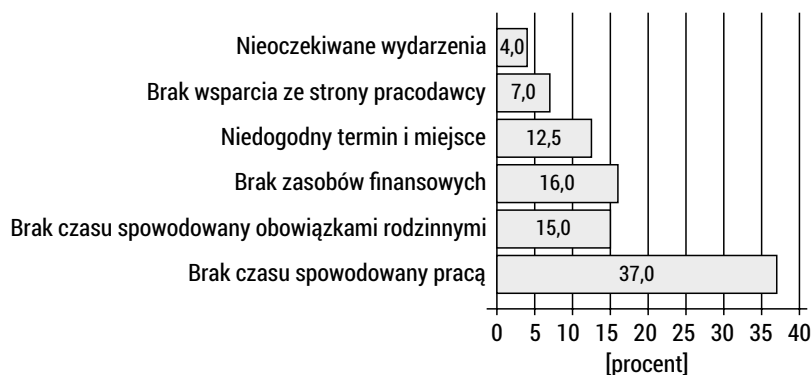 Nieoczekiwane wydarzenia 4,0
Brak wsparcia ze strony pracodawcy 7,0
Niedogodny termin i miejsce 12,5
Brak zasobów finansowych 16,0
Brak czasu spowodowany obowiązkami rodzinnymi 15,0
Brak czasu spowodowany pracą 37,0
0 5 10 15 20 25 30 35 40
[procent]